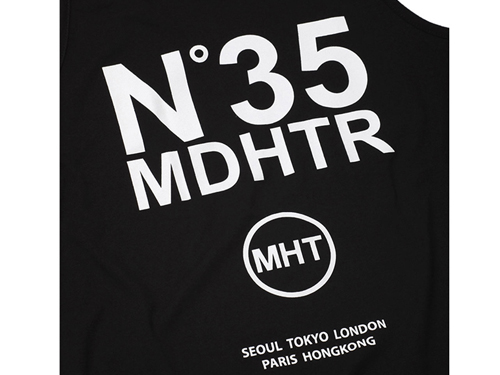 N°35
MDHTR
MHT
SEOUL TOKYO LONDON
PARIS HONGKONG